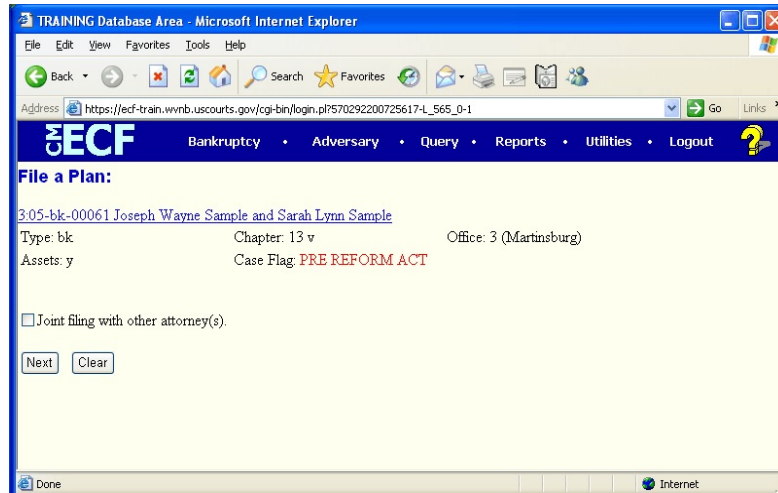 TRAINING Database Area - Microsoft Internet Explorer
File Edit View Favorites Tools Help
Back Search Favorites
Address https://ecf-train.wvnb.uscourts.gov/cgi-bin/login.pl?570292200725617-L_565_0-1 Go Links »
CM ECF Bankruptcy • Adversary • Query • Reports • Utilities • Logout ?
File a Plan:
3:05-bk-00061 Joseph Wayne Sample and Sarah Lynn Sample
Type: bk Chapter: 13 v Office: 3 (Martinsburg)
Assets: y Case Flag: PRE REFORM ACT
Joint filing with other attorney(s).
Next Clear
Done Internet